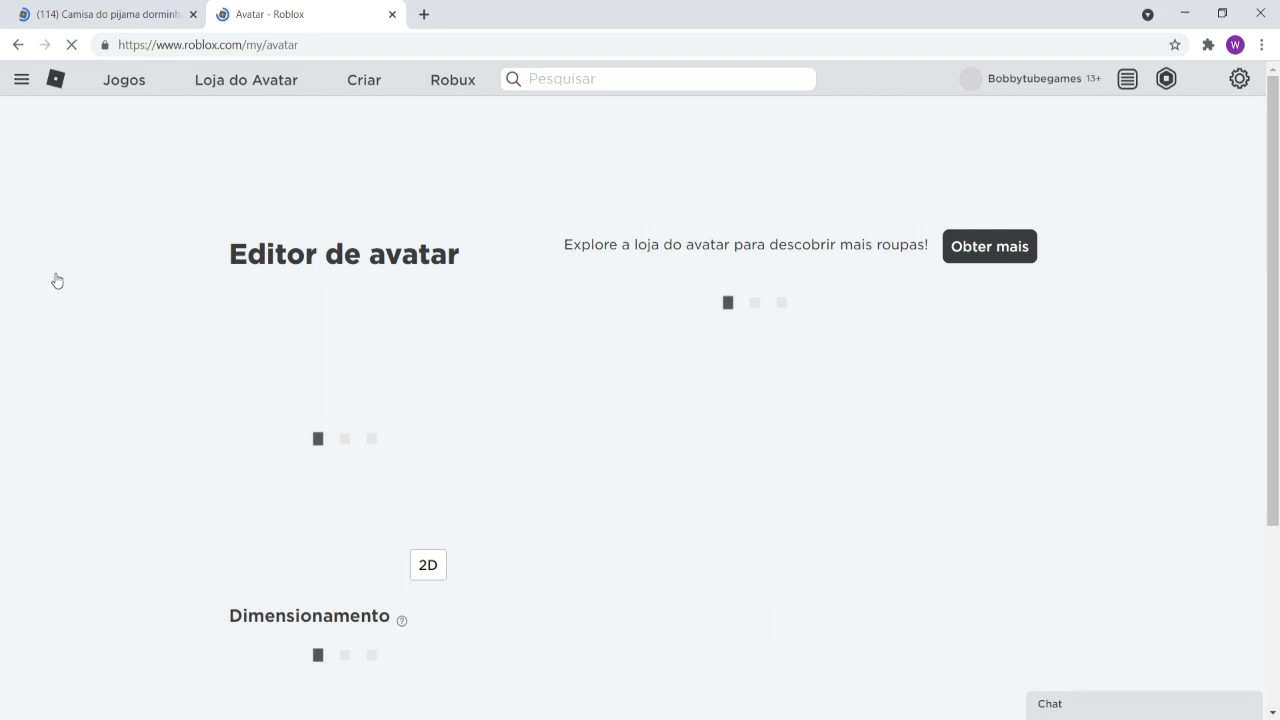 (114) Camisa do pijama dorminh
Avatar - Roblox
https://www.roblox.com/my/avatar
W
Jogos
Loja do Avatar
Criar
Robux
Pesquisar
Bobbytubegames 13+
Editor de avatar
Explore a loja do avatar para descobrir mais roupas!
Obter mais
2D
Dimensionamento ?
Chat